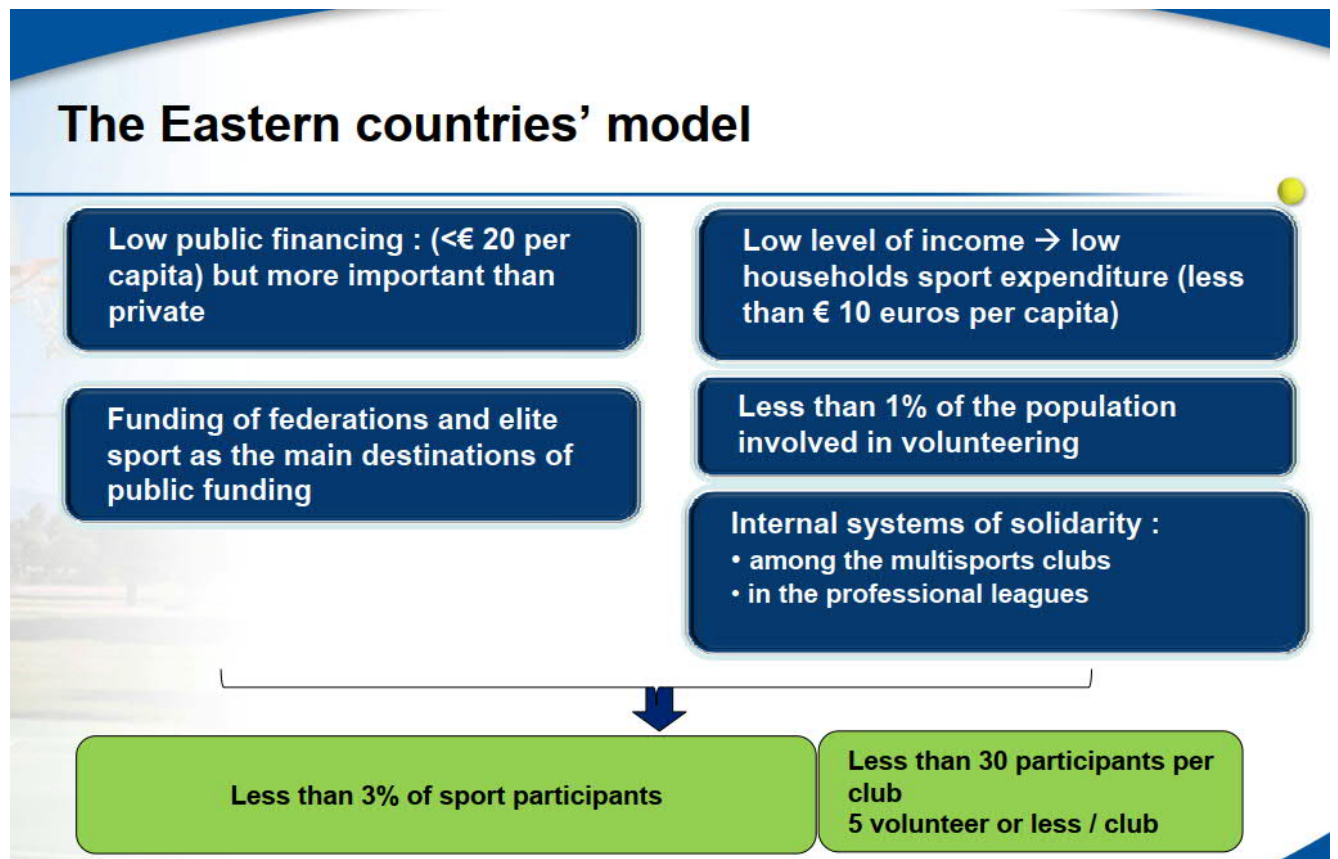 The Eastern countries’ model
Low public financing : (<€ 20 per
capita) but more important than
private
Funding of federations and elite
sport as the main destinations of
public funding
Low level of income → low
households sport expenditure (less
than € 10 euros per capita)
Less than 1% of the population
involved in volunteering
Internal systems of solidarity :
• among the multisports clubs
• in the professional leagues
Less than 3% of sport participants
Less than 30 participants per
club
5 volunteer or less / club